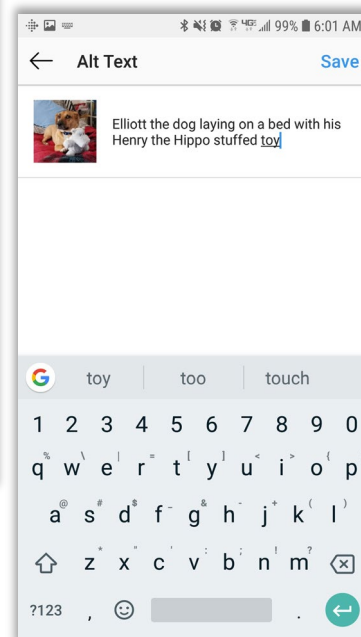 4G 99% 6:01 AM
Alt Text Save
Elliott the dog laying on a bed with his
Henry the Hippo stuffed toy
G toy too touch
1 2 3 4 5 6 7 8 9 0
% \ | = [ ] < > {
q w e r t y u i o p
@ # $ - & - + ( )
a s d f g h j k l
* " ' : ; ! ?
z x c v b n m
?123 , .